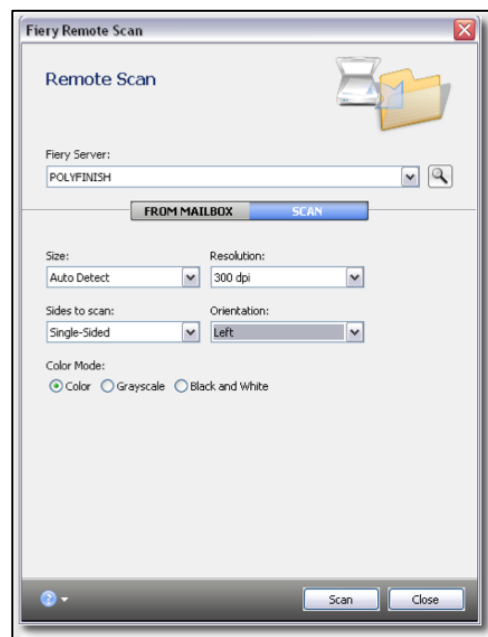 Fiery Remote Scan
Remote Scan
Fiery Server:
POLYFINISH
FROM MAILBOX SCAN
Size: Resolution:
Auto Detect 300 dpi
Sides to scan: Orientation:
Single-Sided Left
Color Mode:
Color Grayscale Black and White
? Scan Close